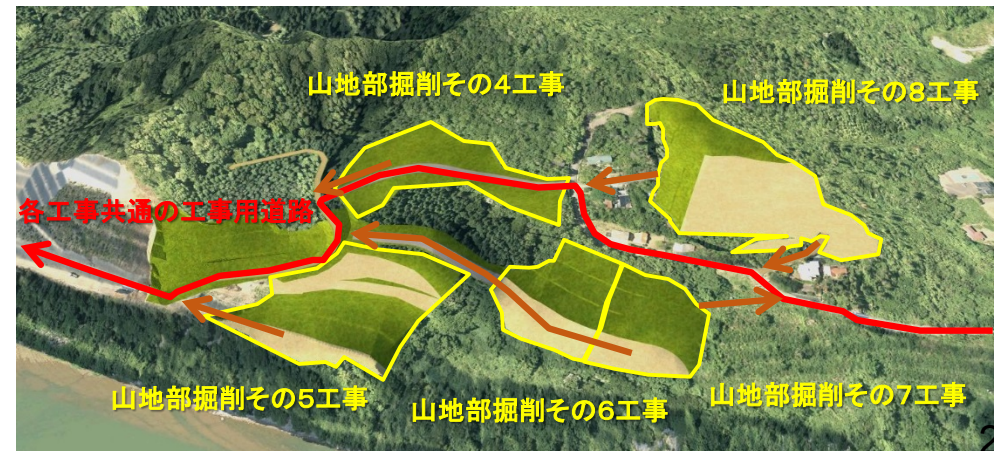 山地部掘削その4工事
山地部掘削その8工事
各工事共通の工事用道路
山地部掘削その5工事
山地部掘削その6工事
山地部掘削その7工事
2